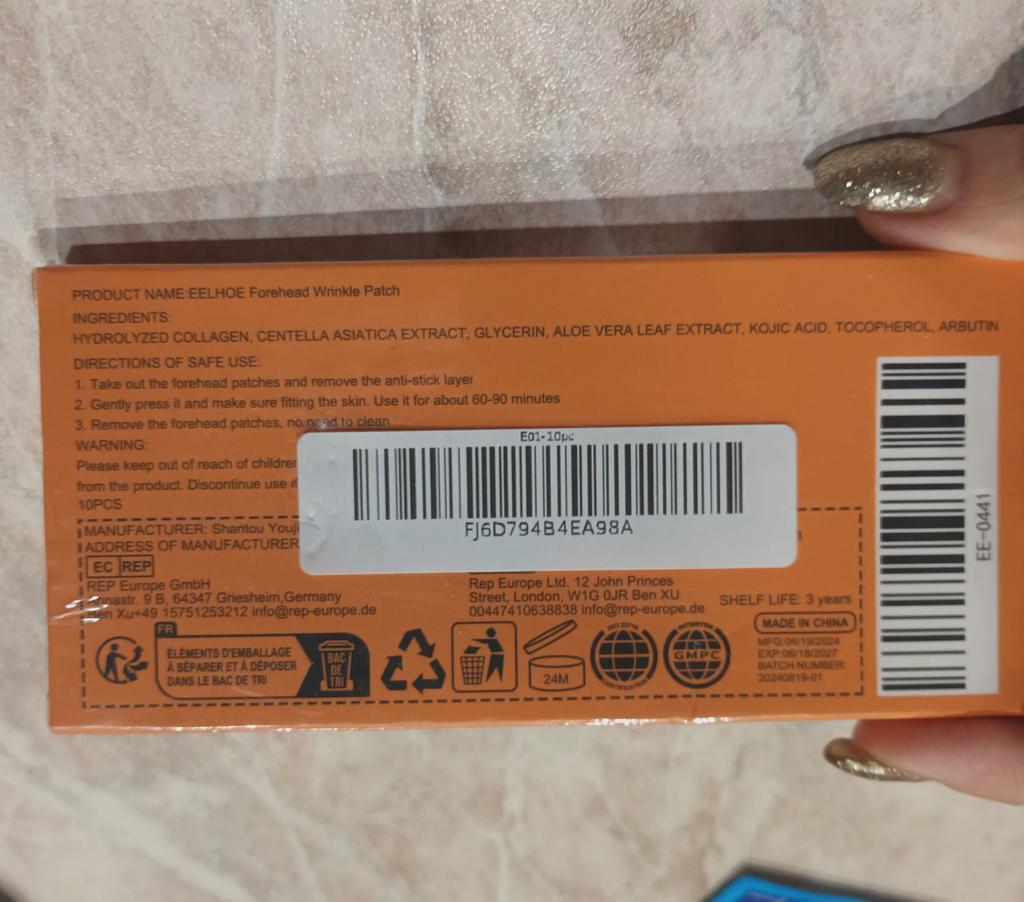 PRODUCT NAME:EELHOE Forehead Wrinkle Patch
INGREDIENTS:
HYDROLYZED COLLAGEN, CENTELLA ASIATICA EXTRACT, GLYCERIN, ALOE VERA LEAF EXTRACT, KOJIC ACID, TOCOPHEROL, ARBUTIN
DIRECTIONS OF SAFE USE:
1. Take out the forehead patches and remove the anti-stick layer
2. Gently press it and make sure fitting the skin. Use it for about 60-90 minutes
3. Remove the forehead patches, no need to clean
WARNING:
Please keep out of reach of children
from the product. Discontinue use
10PCS
E01-10pc
FJ6D794B4EA98A
MANUFACTURER: Shantou Youji
ADDRESS OF MANUFACTURER
EC REP
REP Europe GmbH
Annastr. 9 B, 64347 Griesheim,Germany
Ben Xu+49 15751253212 info@rep-europe.de
Rep Europe Ltd. 12 John Princes
Street, London, W1G 0JR Ben XU
00447410638838 info@rep-europe.de
SHELF LIFE: 3 years
FR
ÉLÉMENTS D'EMBALLAGE
À SÉPARER ET À DÉPOSER
DANS LE BAC DE TRI
BAC
DE
TRI
24M
ISO 22716
CERTIFICATION
INTERTEK
GMPC
MADE IN CHINA
MFG:06/19/2024
EXP:06/18/2027
BATCH NUMBER:
20240619-01
EE-0441